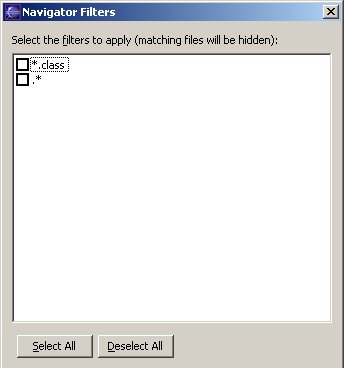 Navigator Filters
Select the filters to apply (matching files will be hidden):
*.class
.*
Select All
Deselect All